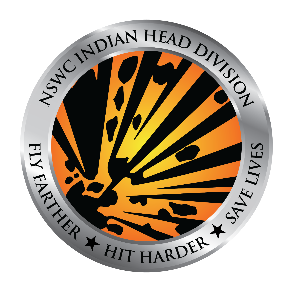 NSWC INDIAN HEAD DIVISION
FLY FARTHER ★ HIT HARDER ★ SAVE LIVES